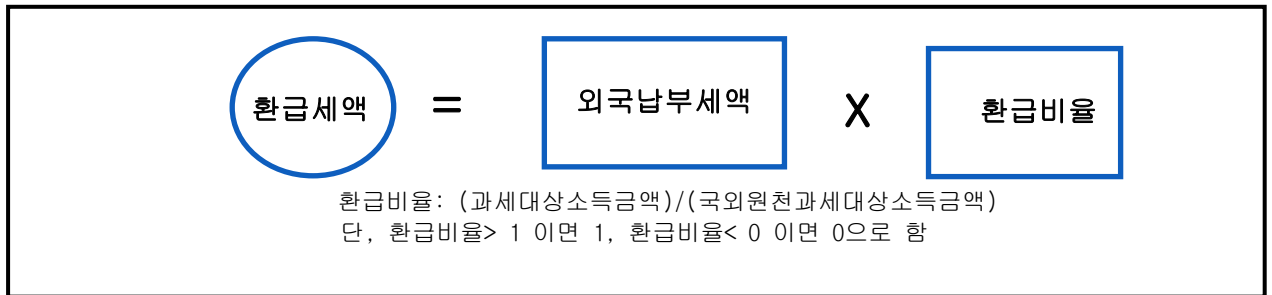 환급세액 = 외국납부세액 X 환급비율
환급비율: (과세대상소득금액)/(국외원천과세대상소득금액)
단, 환급비율> 1 이면 1, 환급비율< 0 이면 0으로 함